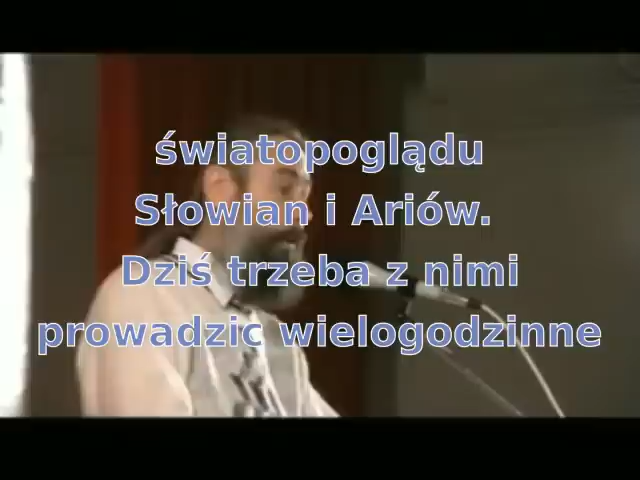 światopoglądu
Słowian i Ariów.
Dziś trzeba z nimi
prowadzic wielogodzinne